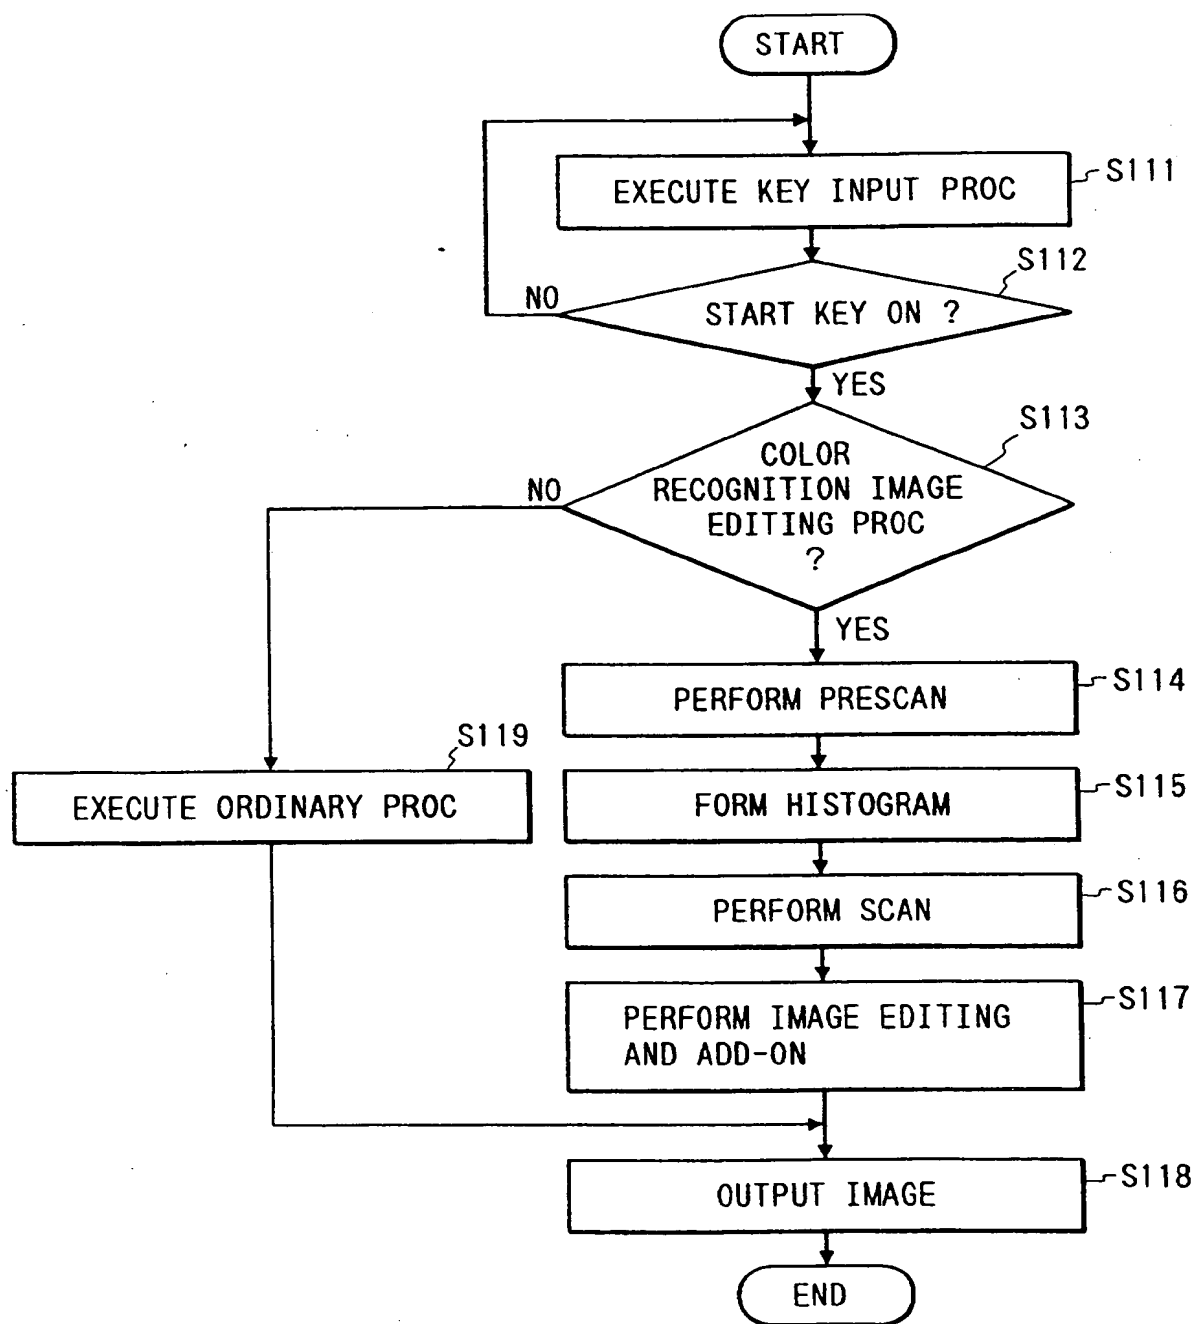 START
EXECUTE KEY INPUT PROC
S111
START KEY ON ?
S112
NO
YES
COLOR
RECOGNITION IMAGE
EDITING PROC
?
S113
NO
YES
PERFORM PRESCAN
S114
EXECUTE ORDINARY PROC
S119
FORM HISTOGRAM
S115
PERFORM SCAN
S116
PERFORM IMAGE EDITING
AND ADD-ON
S117
OUTPUT IMAGE
S118
END